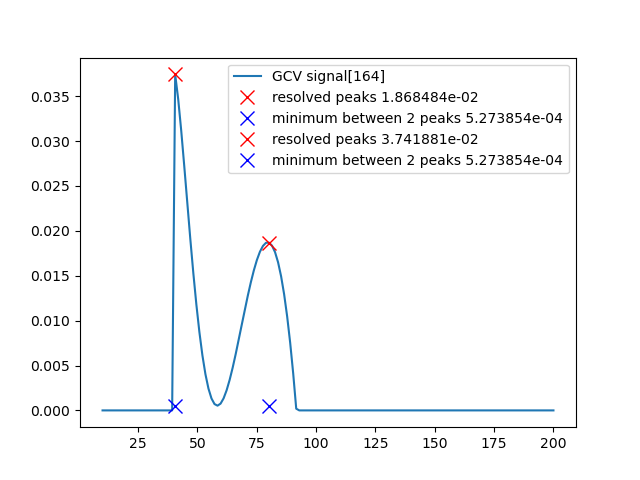 GCV signal[164]
resolved peaks 1.868484e-02
minimum between 2 peaks 5.273854e-04
resolved peaks 3.741881e-02
minimum between 2 peaks 5.273854e-04
0.035
0.030
0.025
0.020
0.015
0.010
0.005
0.000
25 50 75 100 125 150 175 200